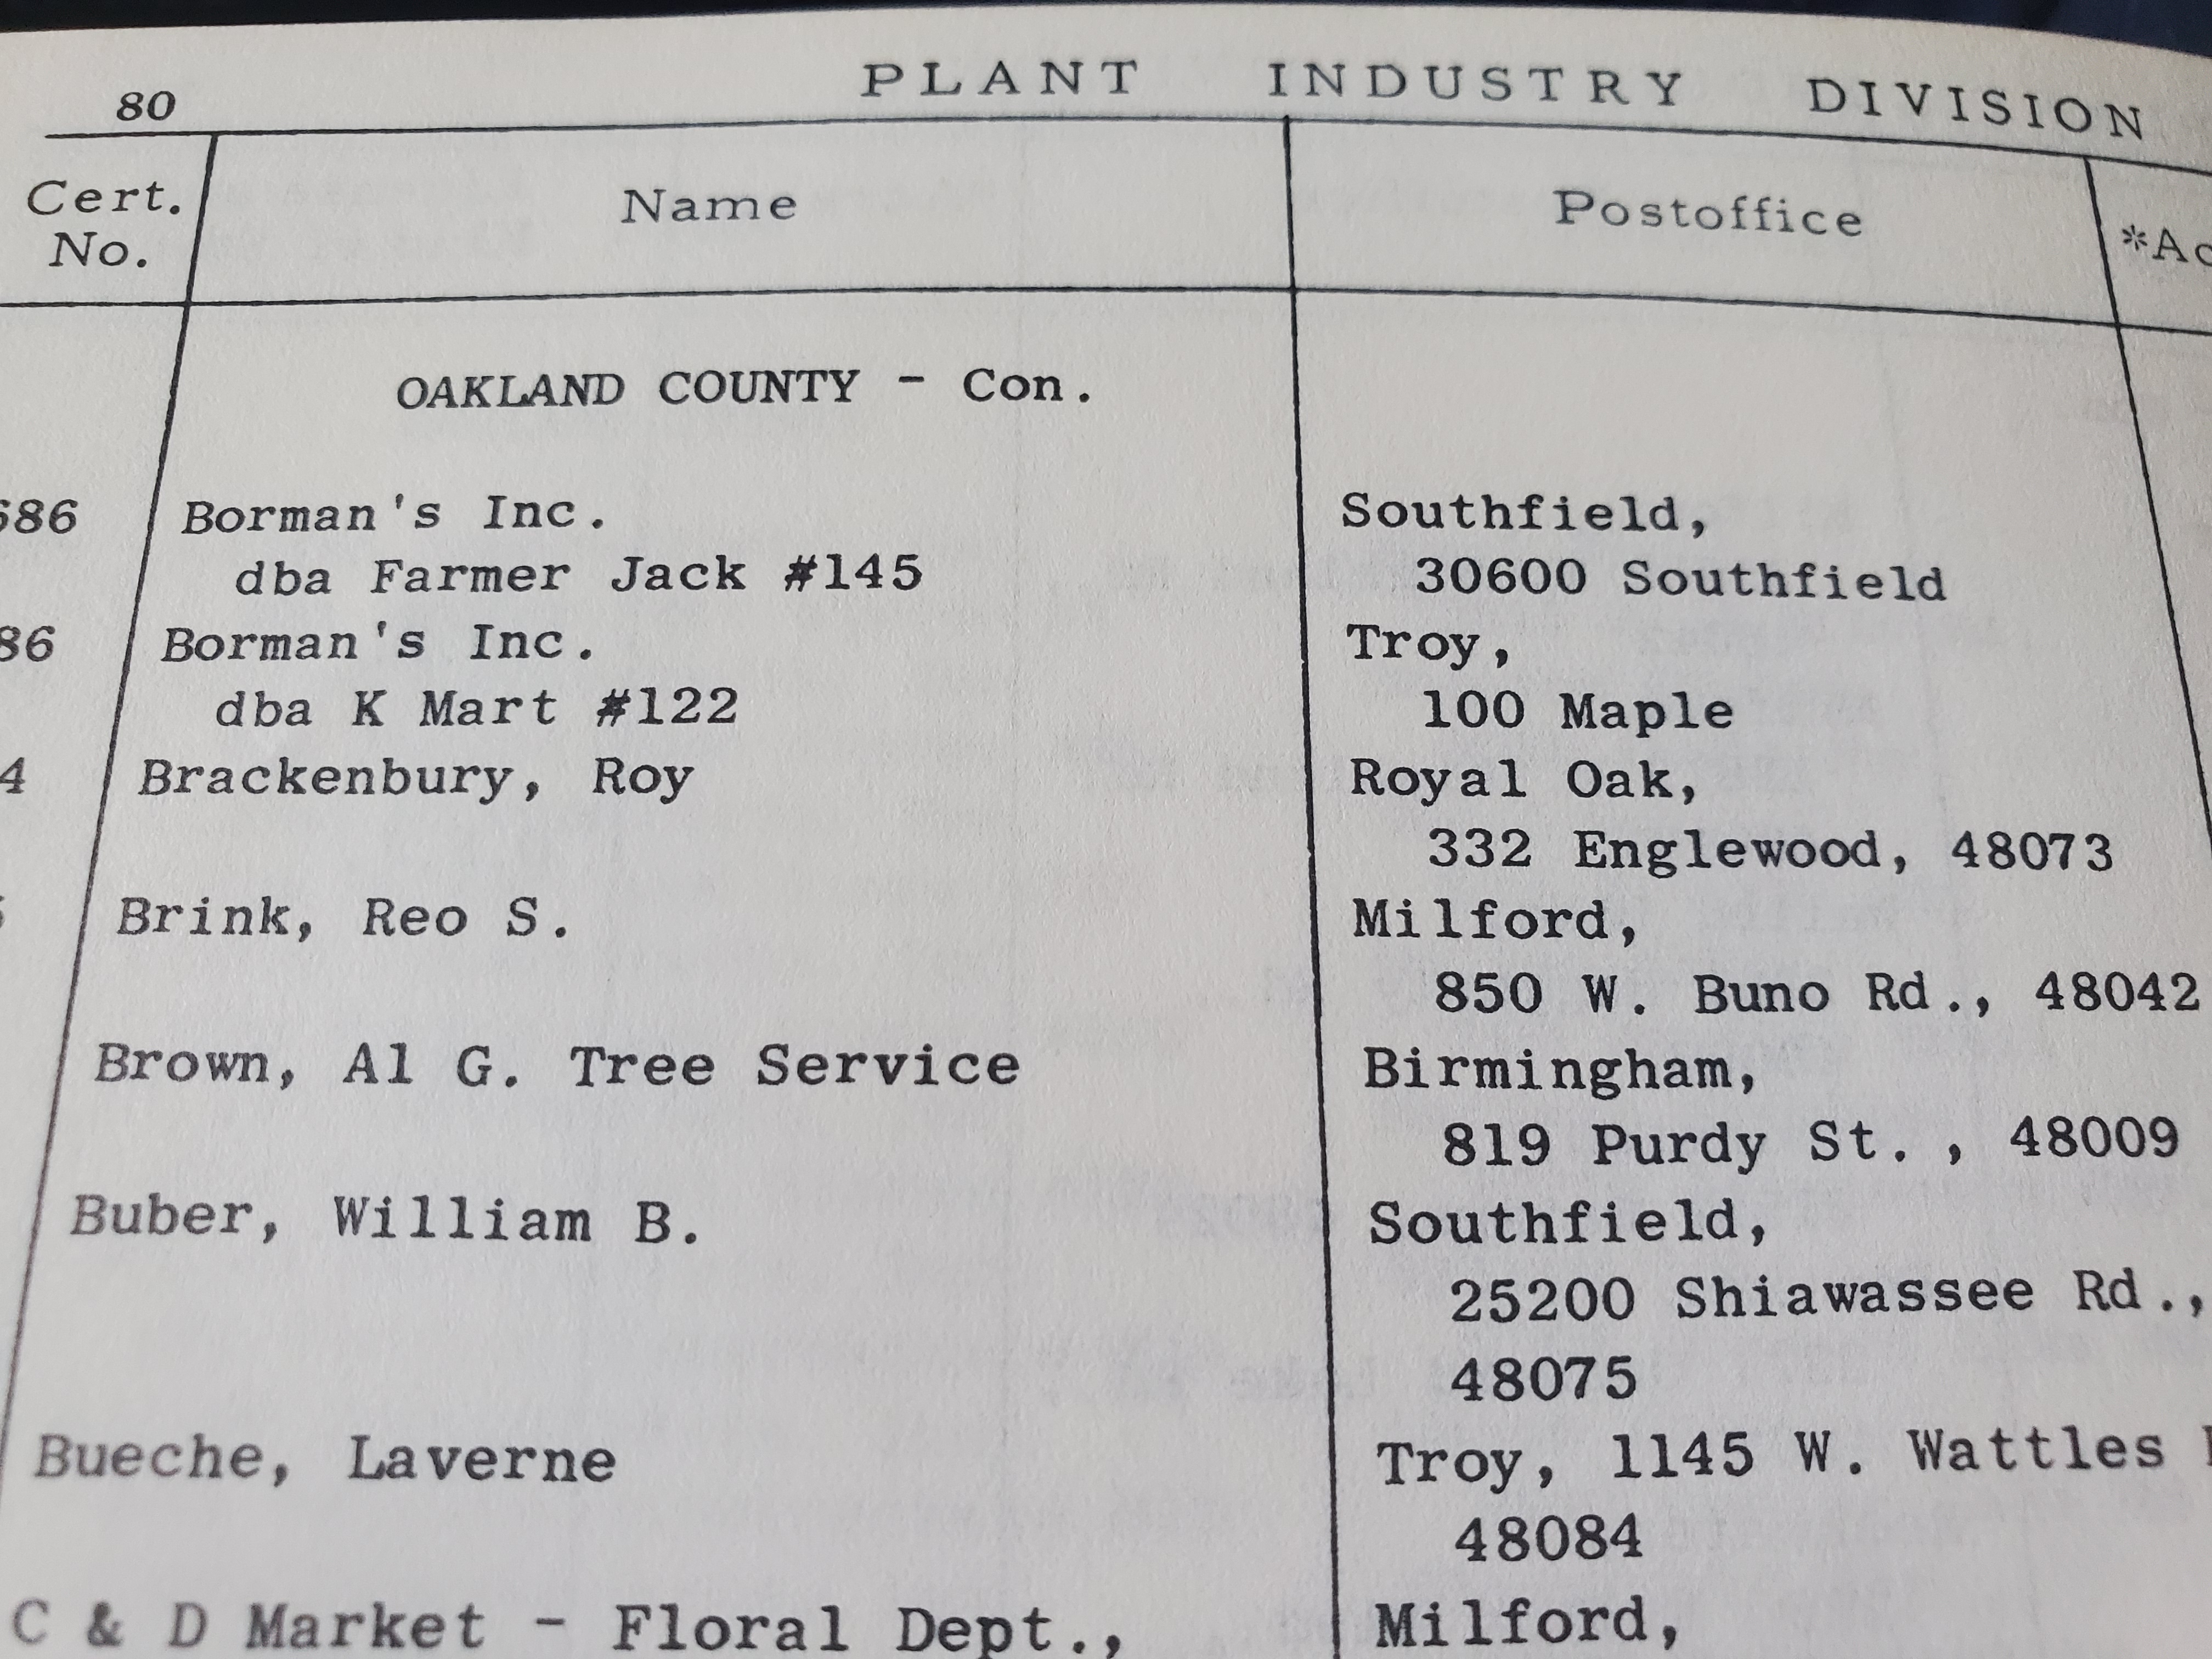 80 PLANT INDUSTRY DIVISION
Cert. No. Name Postoffice
OAKLAND COUNTY - Con.
Borman's Inc. Southfield,
dba Farmer Jack #145 30600 Southfield
86 Borman's Inc. Troy,
dba K Mart #122 100 Maple
4 Brackenbury, Roy Royal Oak,
332 Englewood, 48073
Brink, Reo S. Milford,
850 W. Buno Rd., 48042
Brown, Al G. Tree Service Birmingham,
819 Purdy St., 48009
Buber, William B. Southfield,
25200 Shiawassee Rd.,
48075
Bueche, Laverne Troy, 1145 W. Wattles
48084
C & D Market - Floral Dept., Milford,